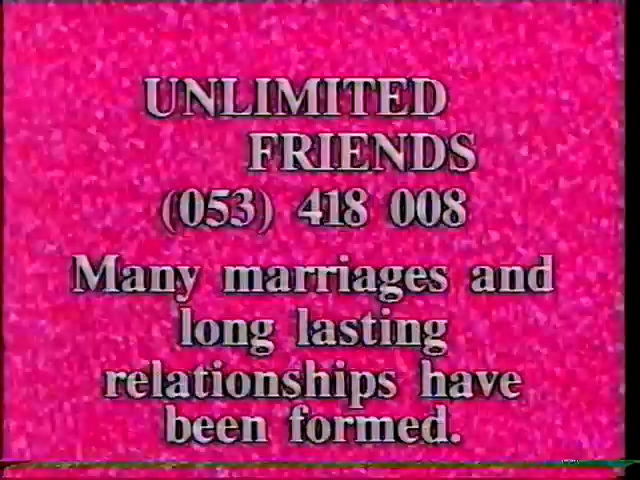 UNLIMITED
FRIENDS
(053) 418 008
Many marriages and
long lasting
relationships have
been formed.